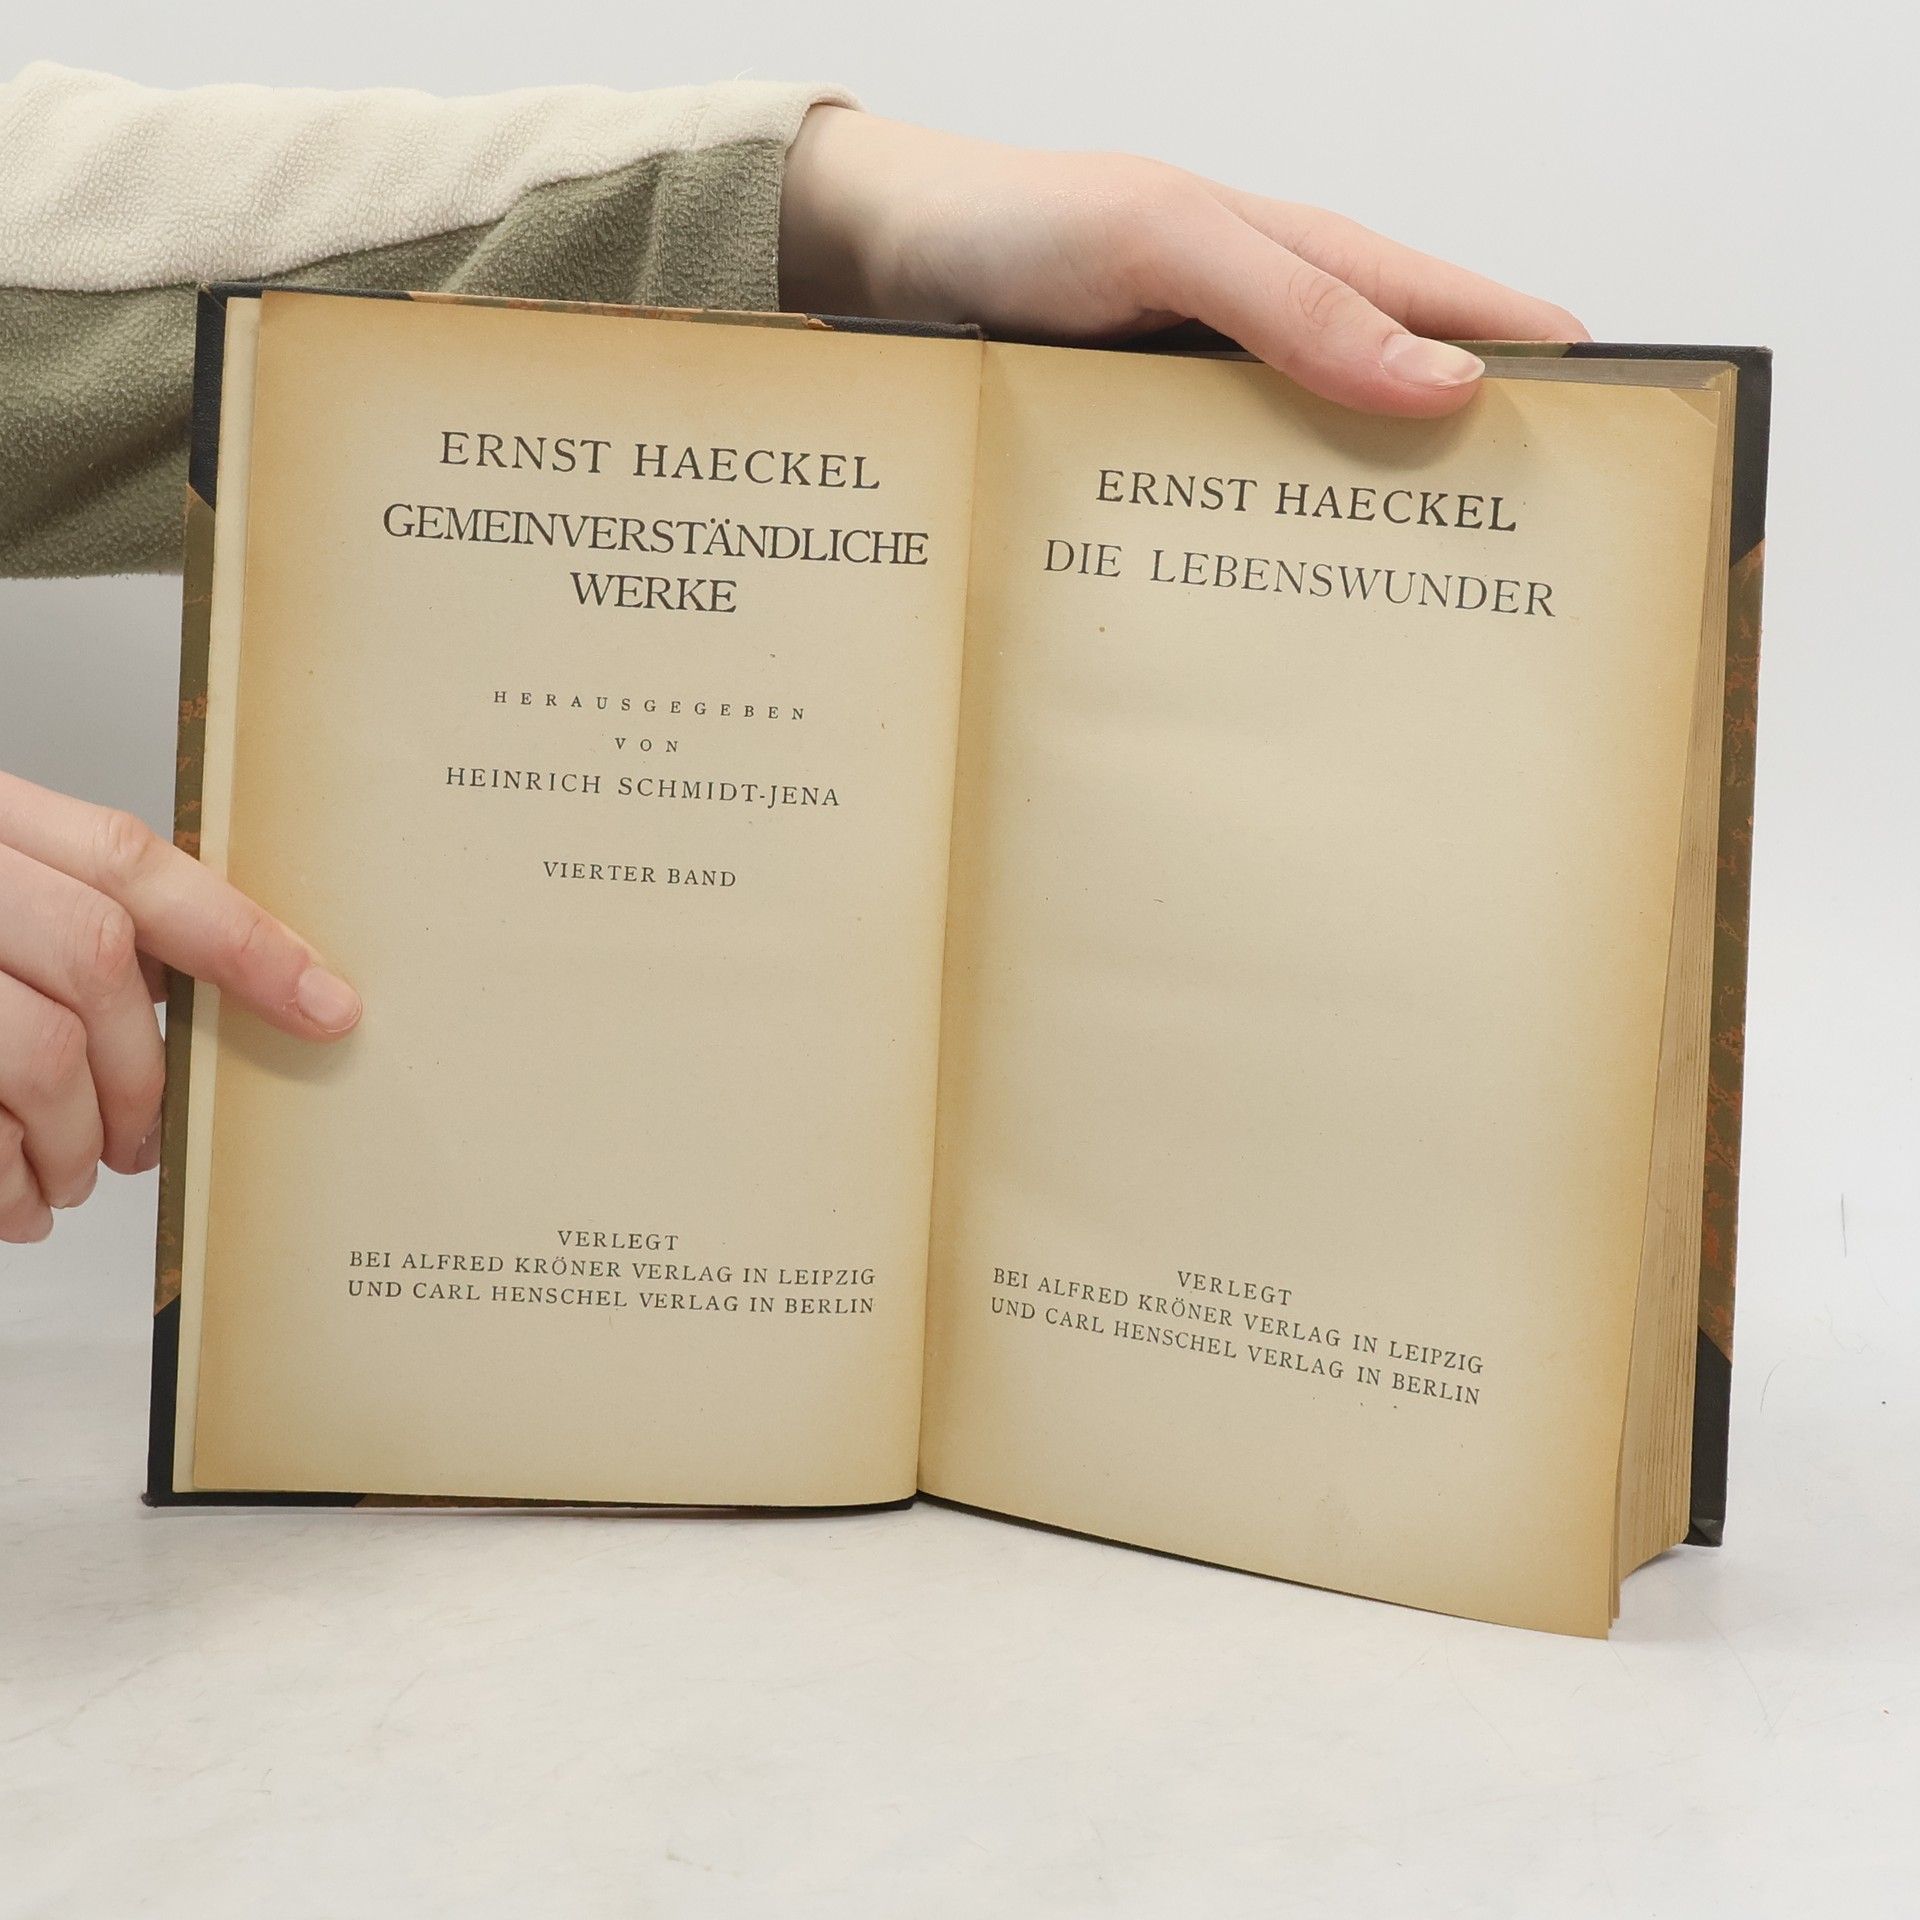 ERNST HAECKEL
GEMEINVERSTÄNDLICHE
WERKE
HERAUSGEGEBEN
VON
HEINRICH SCHMIDT-JENA
VIERTER BAND
VERLEGT
BEI ALFRED KRÖNER VERLAG IN LEIPZIG
UND CARL HENSCHEL VERLAG IN BERLIN
ERNST HAECKEL
DIE LEBENSWUNDER
VERLEGT
BEI ALFRED KRÖNER VERLAG IN LEIPZIG
UND CARL HENSCHEL VERLAG IN BERLIN